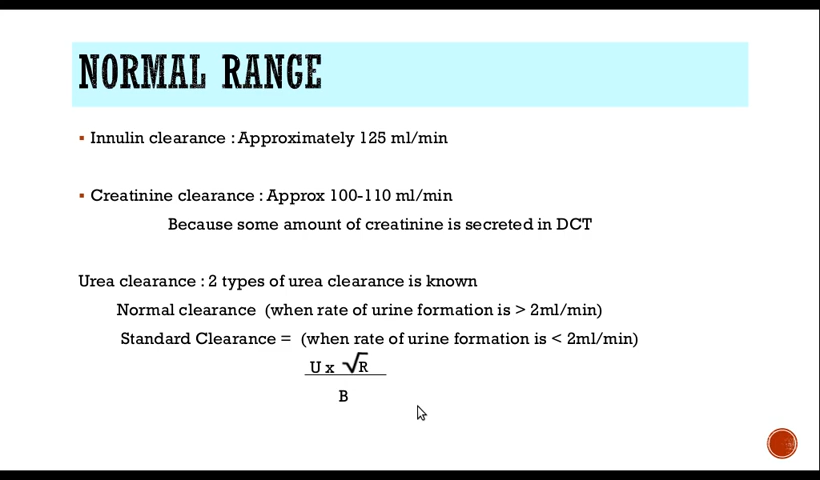 NORMAL RANGE
▪ Innulin clearance : Approximately 125 ml/min
▪ Creatinine clearance : Approx 100-110 ml/min
Because some amount of creatinine is secreted in DCT
Urea clearance : 2 types of urea clearance is known
Normal clearance (when rate of urine formation is > 2ml/min)
Standard Clearance = (when rate of urine formation is < 2ml/min)
U x √R
B